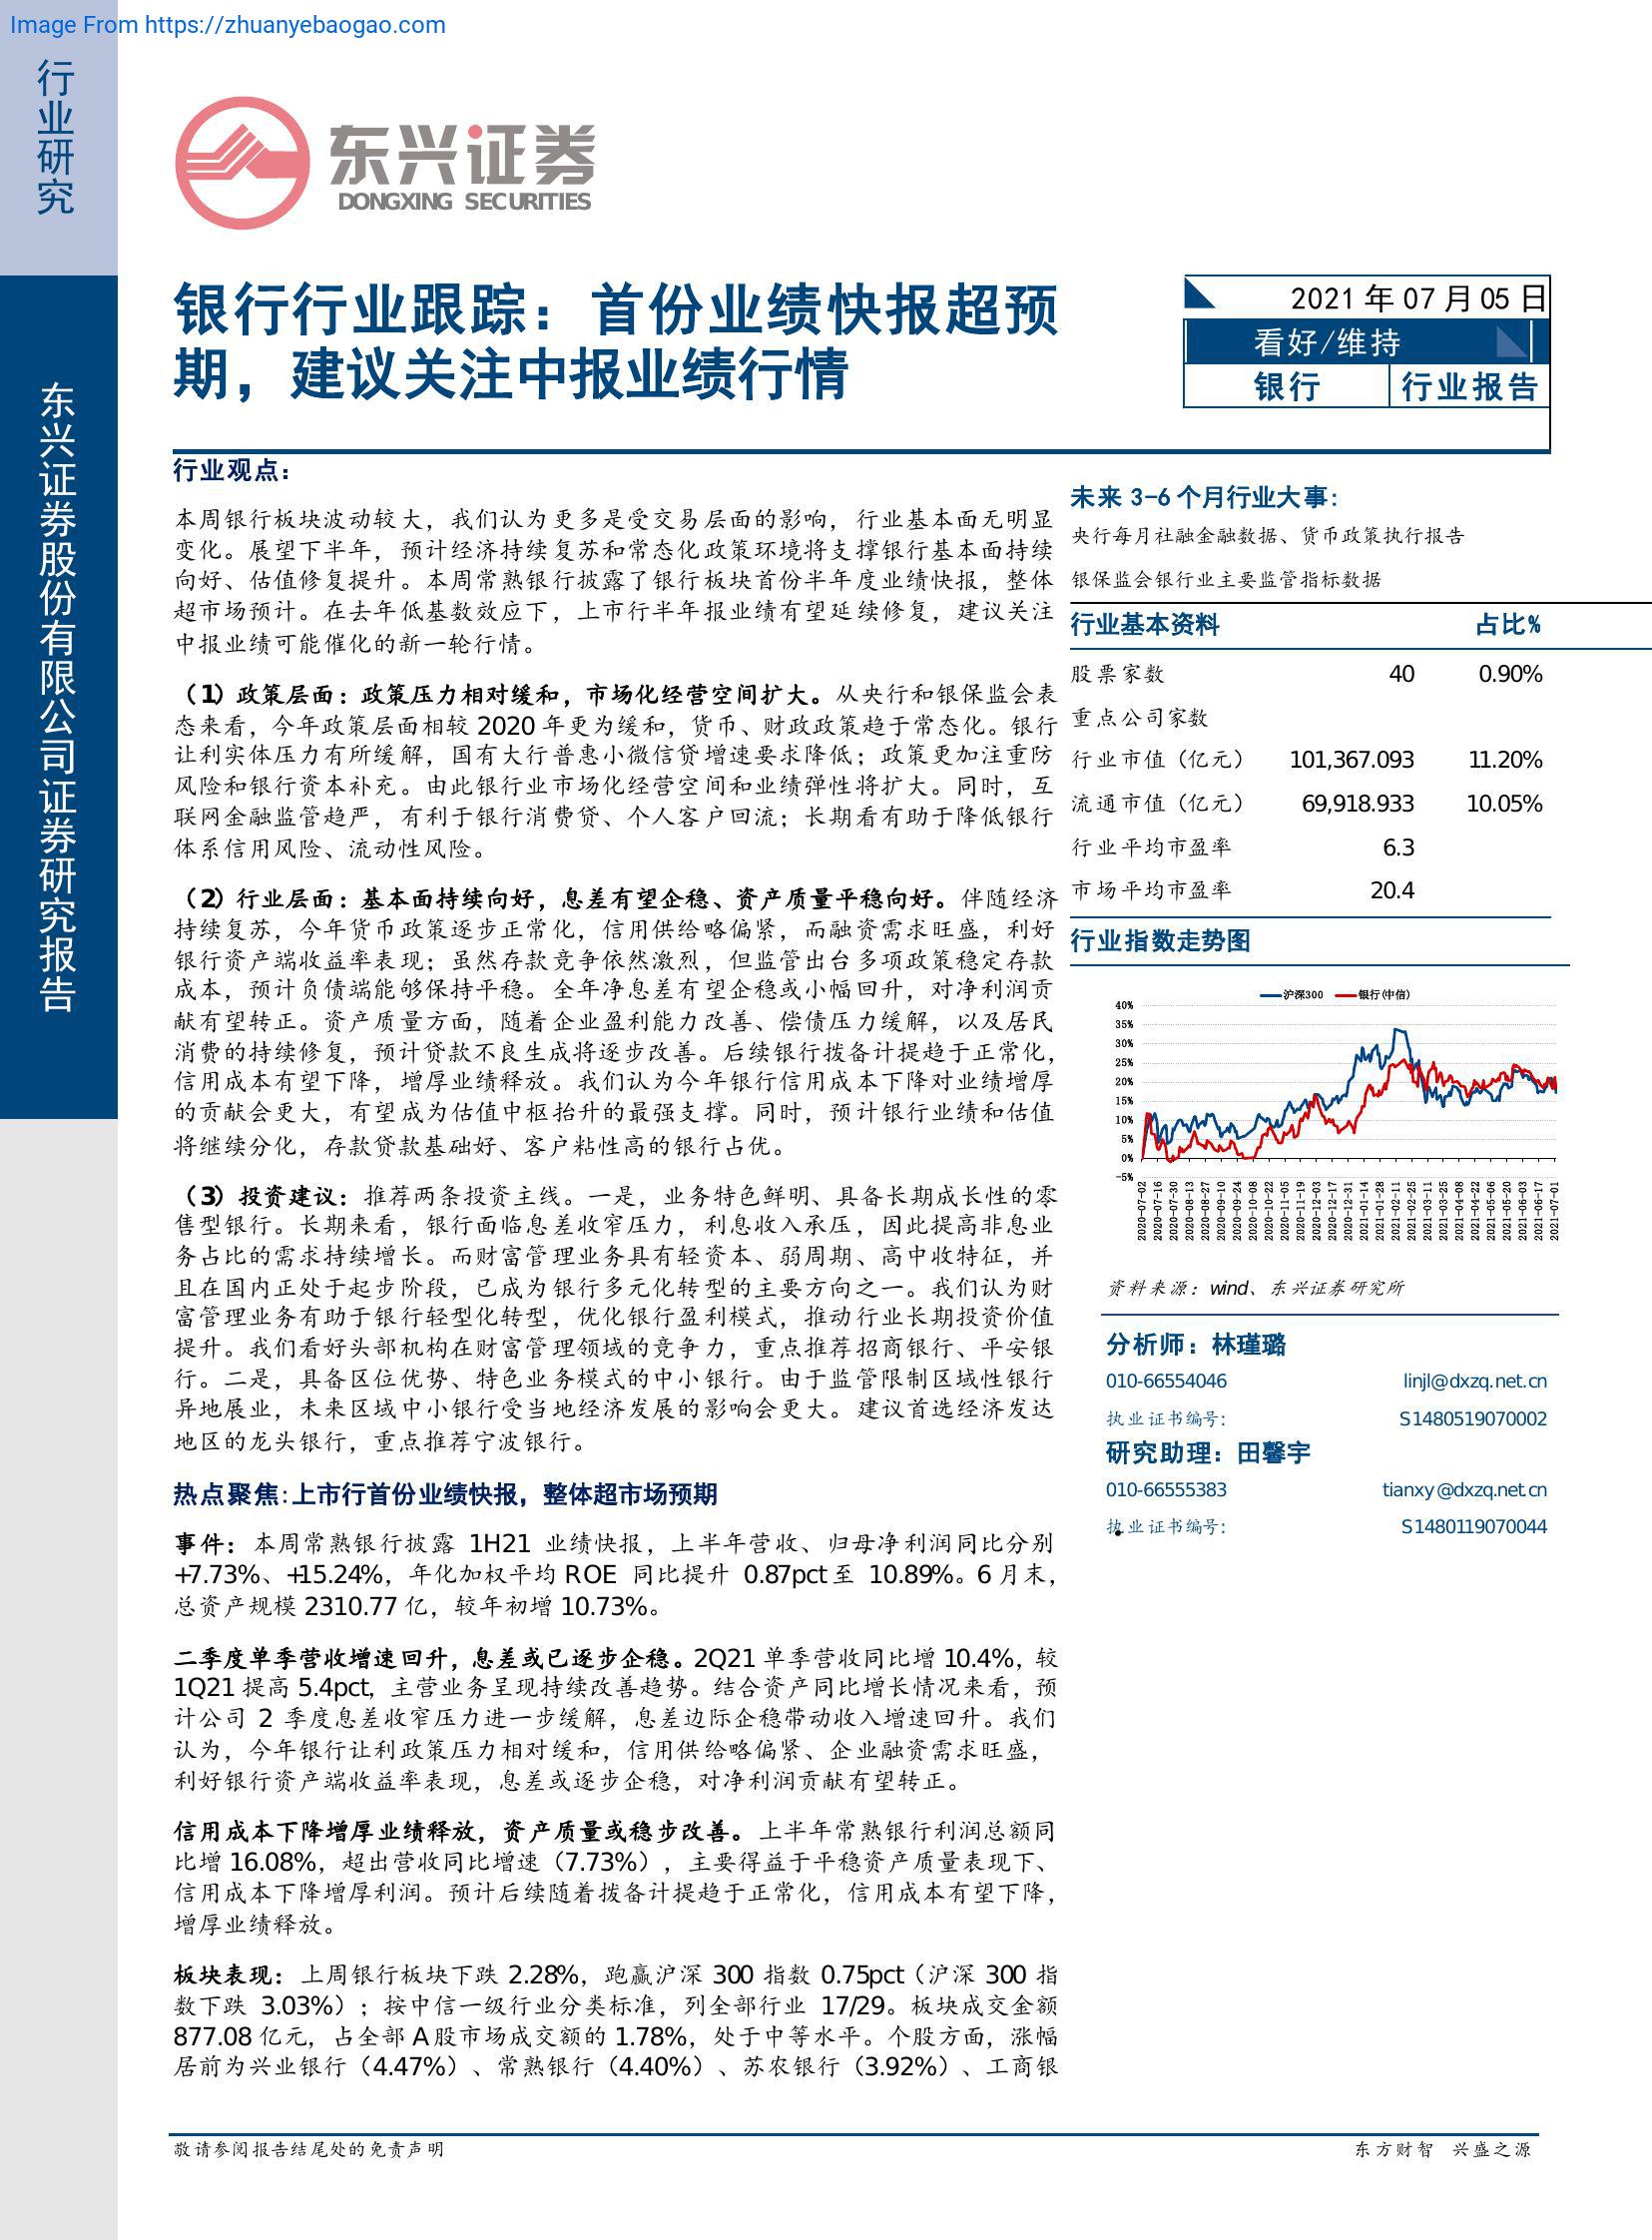 Image From https://zhuanyebaogao.com
行业研究
东兴证券股份有限公司证券研究报告
东兴证券
DONGXING SECURITIES
银行行业跟踪：首份业绩快报超预
期，建议关注中报业绩行情
2021 年 07 月 05 日
看好/维持
银行 行业报告
行业观点：
本周银行板块波动较大，我们认为更多是受交易层面的影响，行业基本面无明显
变化。展望下半年，预计经济持续复苏和常态化政策环境将支撑银行基本面持续
向好、估值修复提升。本周常熟银行披露了银行板块首份半年度业绩快报，整体
超市场预计。在去年低基数效应下，上市行半年报业绩有望延续修复，建议关注
中报业绩可能催化的新一轮行情。
（1）政策层面：政策压力相对缓和，市场化经营空间扩大。从央行和银保监会表
态来看，今年政策层面相较 2020 年更为缓和，货币、财政政策趋于常态化。银行
让利实体压力有所缓解，国有大行普惠小微信贷增速要求降低；政策更加注重防
风险和银行资本补充。由此银行业市场化经营空间和业绩弹性将扩大。同时，互
联网金融监管趋严，有利于银行消费贷、个人客户回流；长期看有助于降低银行
体系信用风险、流动性风险。
（2）行业层面：基本面持续向好，息差有望企稳、资产质量平稳向好。伴随经济
持续复苏，今年货币政策逐步正常化，信用供给略偏紧，而融资需求旺盛，利好
银行资产端收益率表现；虽然存款竞争依然激烈，但监管出台多项政策稳定存款
成本，预计负债端能够保持平稳。全年净息差有望企稳或小幅回升，对净利润贡
献有望转正。资产质量方面，随着企业盈利能力改善、偿债压力缓解，以及居民
消费的持续修复，预计贷款不良生成将逐步改善。后续银行拨备计提趋于正常化，
信用成本有望下降，增厚业绩释放。我们认为今年银行信用成本下降对业绩增厚
的贡献会更大，有望成为估值中枢抬升的最强支撑。同时，预计银行业绩和估值
将继续分化，存款贷款基础好、客户粘性高的银行占优。
（3）投资建议：推荐两条投资主线。一是，业务特色鲜明、具备长期成长性的零
售型银行。长期来看，银行面临息差收窄压力，利息收入承压，因此提高非息业
务占比的需求持续增长。而财富管理业务具有轻资本、弱周期、高中收特征，并
且在国内正处于起步阶段，已成为银行多元化转型的主要方向之一。我们认为财
富管理业务有助于银行轻型化转型，优化银行盈利模式，推动行业长期投资价值
提升。我们看好头部机构在财富管理领域的竞争力，重点推荐招商银行、平安银
行。二是，具备区位优势、特色业务模式的中小银行。由于监管限制区域性银行
异地展业，未来区域中小银行受当地经济发展的影响会更大。建议首选经济发达
地区的龙头银行，重点推荐宁波银行。
热点聚焦：上市行首份业绩快报，整体超市场预期
事件：本周常熟银行披露 1H21 业绩快报，上半年营收、归母净利润同比分别
+7.73%、+15.24%，年化加权平均 ROE 同比提升 0.87pct 至 10.89%。6 月末，
总资产规模 2310.77 亿，较年初增 10.73%。
二季度单季营收增速回升，息差或已逐步企稳。2Q21 单季营收同比增 10.4%，较
1Q21 提高 5.4pct，主营业务呈现持续改善趋势。结合资产同比增长情况来看，预
计公司 2 季度息差收窄压力进一步缓解，息差边际企稳带动收入增速回升。我们
认为，今年银行让利政策压力相对缓和，信用供给略偏紧、企业融资需求旺盛，
利好银行资产端收益率表现，息差或逐步企稳，对净利润贡献有望转正。
信用成本下降增厚业绩释放，资产质量或稳步改善。上半年常熟银行利润总额同
比增 16.08%，超出营收同比增速（7.73%），主要得益于平稳资产质量表现下、
信用成本下降增厚利润。预计后续随着拨备计提趋于正常化，信用成本有望下降，
增厚业绩释放。
板块表现：上周银行板块下跌 2.28%，跑赢沪深 300 指数 0.75pct（沪深 300 指
数下跌 3.03%）；按中信一级行业分类标准，列全部行业 17/29。板块成交金额
877.08 亿元，占全部 A 股市场成交额的 1.78%，处于中等水平。个股方面，涨幅
居前为兴业银行（4.47%）、常熟银行（4.40%）、苏农银行（3.92%）、工商银
未来 3-6 个月行业大事：
央行每月社融金融数据、货币政策执行报告
银保监会银行业主要监管指标数据
行业基本资料 占比%
股票家数 40 0.90%
重点公司家数
行业市值（亿元） 101,367.093 11.20%
流通市值（亿元） 69,918.933 10.05%
行业平均市盈率 6.3
市场平均市盈率 20.4
行业指数走势图
沪深300 银行(中信)
40%
35%
30%
25%
20%
15%
10%
5%
0%
-5%
2020-07-02
2020-07-16
2020-07-30
2020-08-13
2020-08-27
2020-09-10
2020-09-24
2020-10-08
2020-10-22
2020-11-05
2020-11-19
2020-12-03
2020-12-17
2020-12-31
2021-01-14
2021-01-28
2021-02-11
2021-02-25
2021-03-11
2021-03-25
2021-04-08
2021-04-22
2021-05-06
2021-05-20
2021-06-03
2021-06-17
2021-07-01
资料来源：wind、东兴证券研究所
分析师：林瑾璐
010-66554046 linjl@dxzq.net.cn
执业证书编号: S1480519070002
研究助理：田馨宇
010-66555383 tianxy@dxzq.net.cn
执业证书编号: S1480119070044
敬请参阅报告结尾处的免责声明
东方财智 兴盛之源